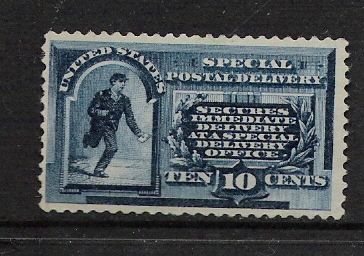 UNITED STATES
SPECIAL
POSTAL DELIVERY
SECURES
IMMEDIATE
DELIVERY
AT A SPECIAL
DELIVERY
OFFICE
TEN 10 CENTS